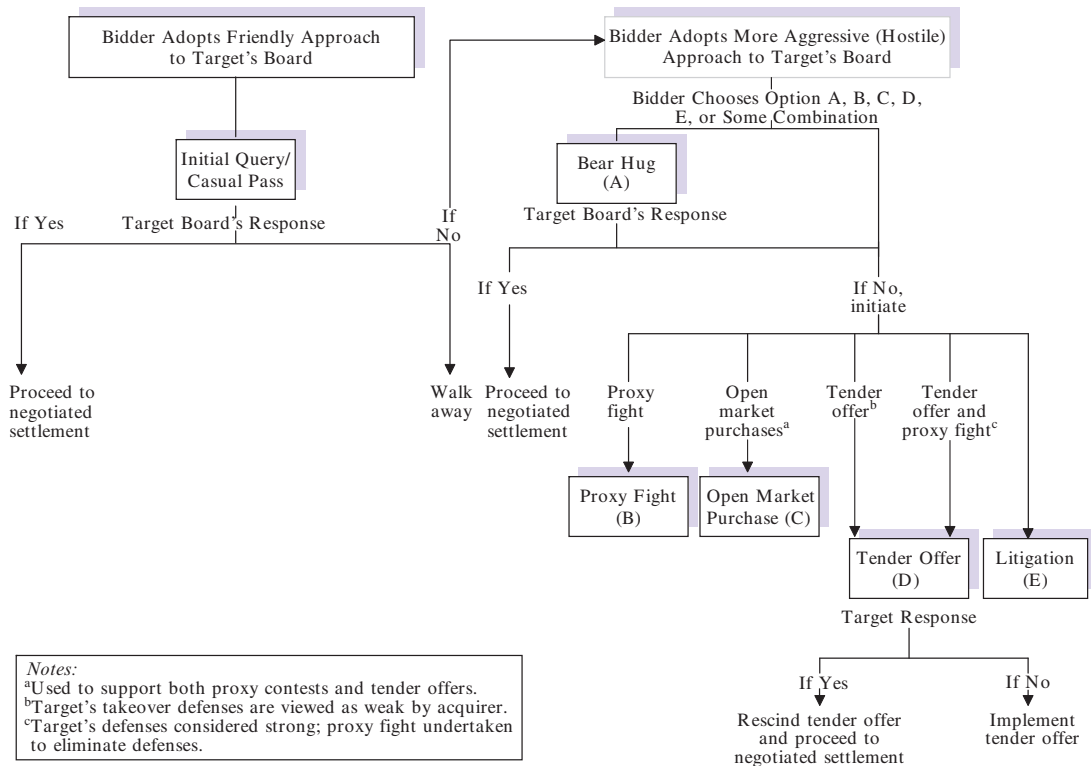 Bidder Adopts Friendly Approach
to Target's Board
Initial Query/
Casual Pass
If Yes
Target Board's Response
If
No
Proceed to
negotiated
settlement
Walk
away
Bidder Adopts More Aggressive (Hostile)
Approach to Target's Board
Bidder Chooses Option A, B, C, D,
E, or Some Combination
Bear Hug
(A)
Target Board's Response
If Yes
If No,
initiate
Proceed to
negotiated
settlement
Proxy
fight
Open
market
purchasesᵃ
Tender
offerᵇ
Tender
offer and
proxy fightᶜ
Proxy Fight
(B)
Open Market
Purchase (C)
Tender Offer
(D)
Litigation
(E)
Target Response
If Yes
If No
Rescind tender offer
and proceed to
negotiated settlement
Implement
tender offer
Notes:
ᵃUsed to support both proxy contests and tender offers.
ᵇTarget's takeover defenses are viewed as weak by acquirer.
ᶜTarget's defenses considered strong; proxy fight undertaken
to eliminate defenses.